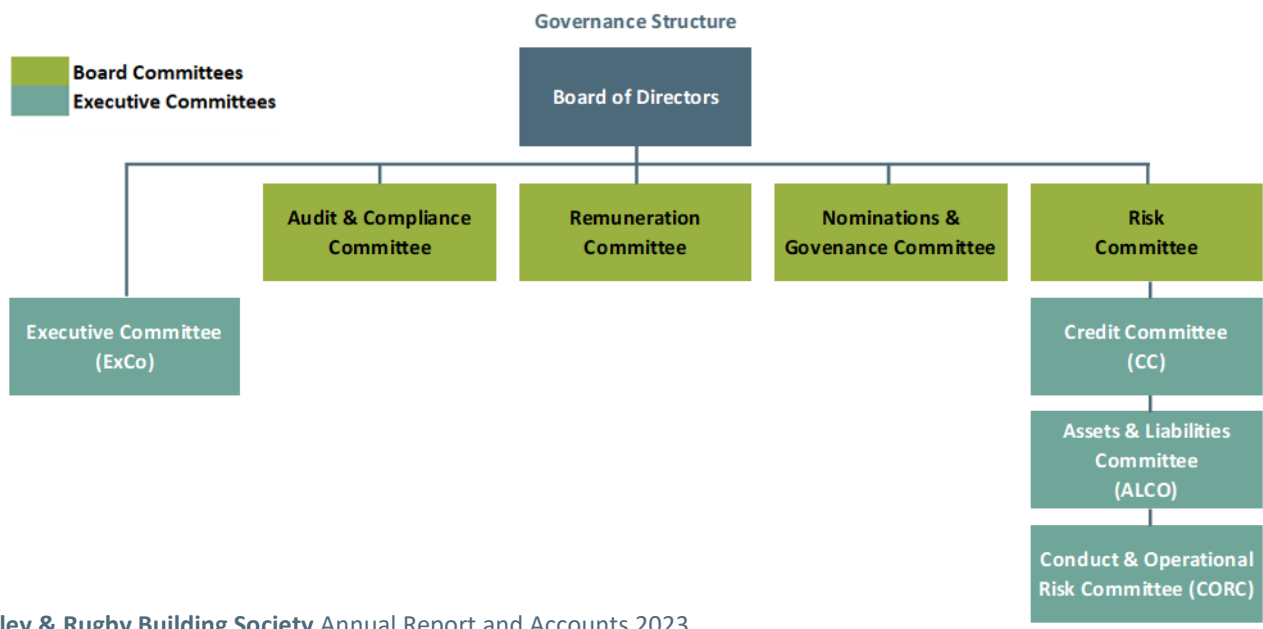 Governance Structure
Board Committees
Executive Committees
Board of Directors
Audit & Compliance
Committee
Remuneration
Committee
Nominations &
Govenance Committee
Risk
Committee
Executive Committee
(ExCo)
Credit Committee
(CC)
Assets & Liabilities
Committee
(ALCO)
Conduct & Operational
Risk Committee (CORC)
& Rugby Building Society Annual Report and Accounts 2023